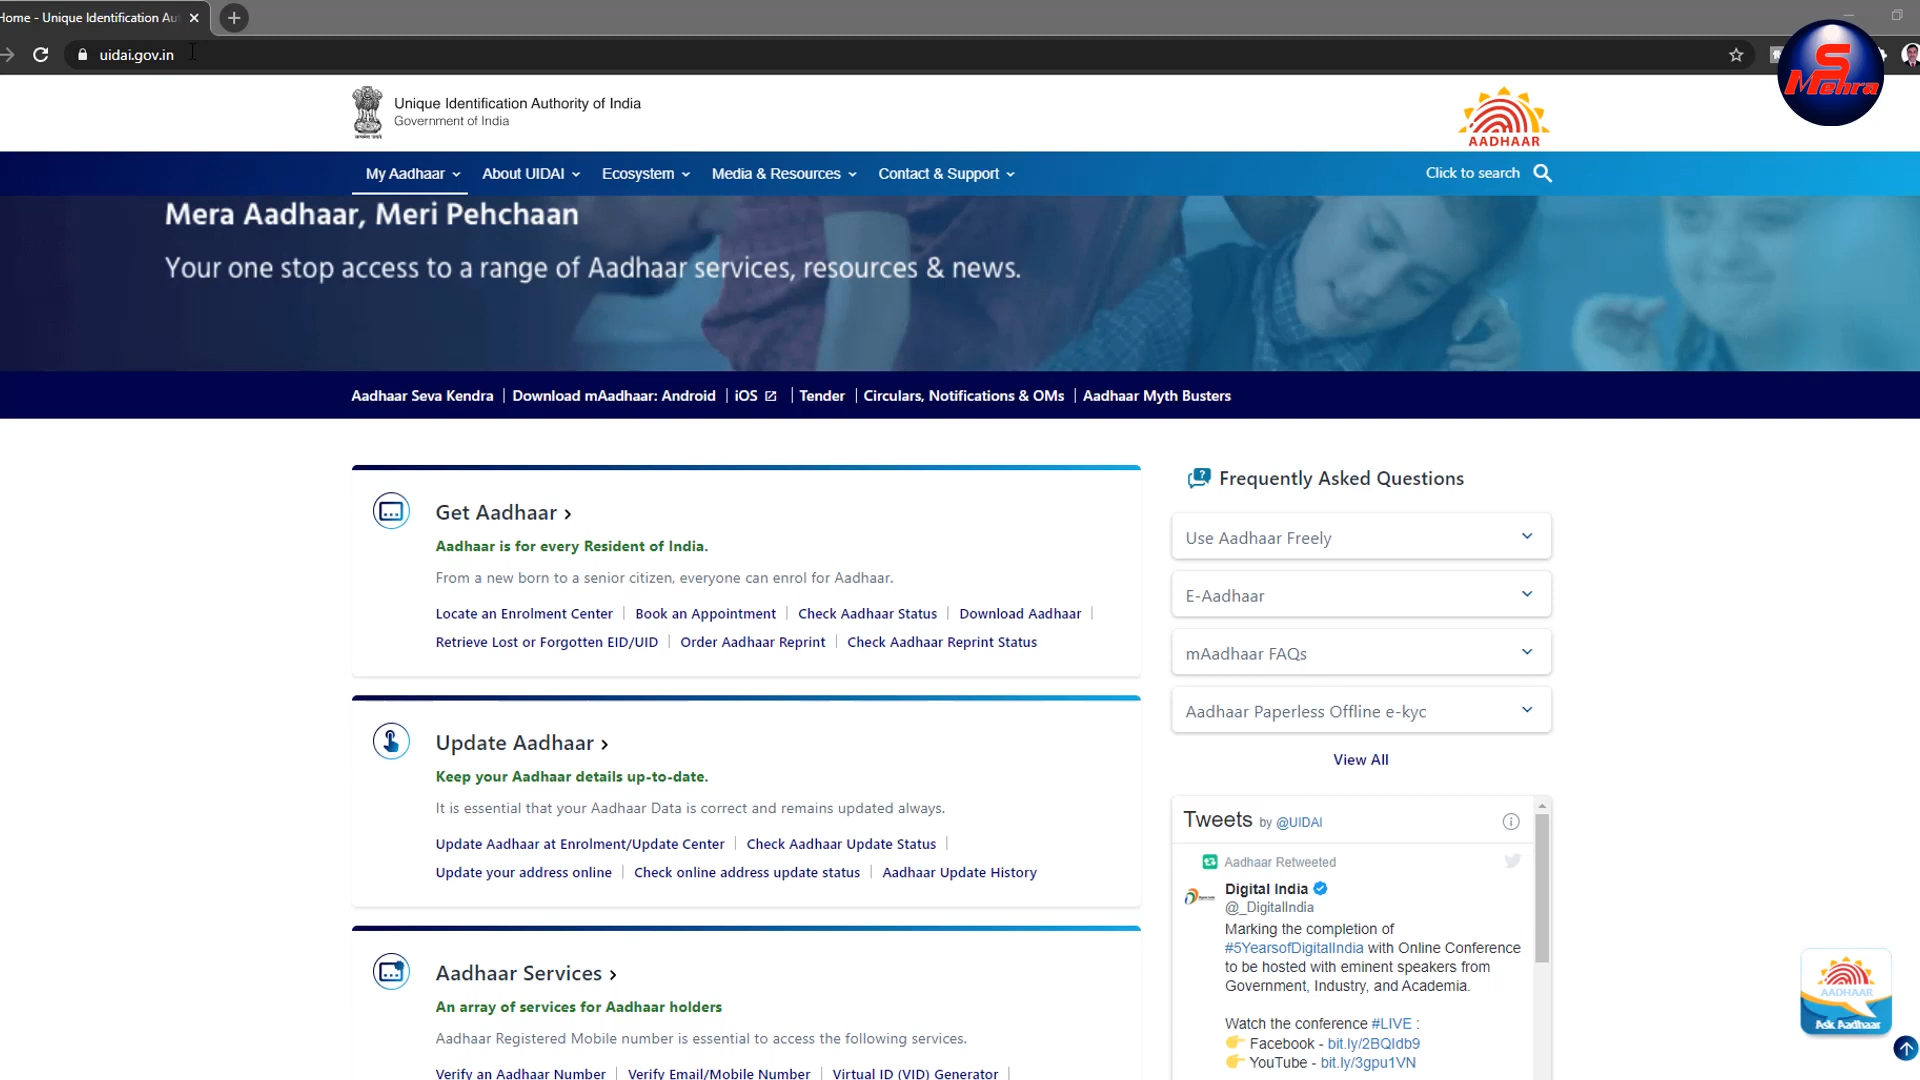 Home - Unique Identification Au
uidai.gov.in
S
Mehra
Unique Identification Authority of India
Government of India
AADHAAR
My Aadhaar About UIDAI Ecosystem Media & Resources Contact & Support Click to search
Mera Aadhaar, Meri Pehchaan
Your one stop access to a range of Aadhaar services, resources & news.
Aadhaar Seva Kendra | Download mAadhaar: Android | iOS | Tender | Circulars, Notifications & OMs | Aadhaar Myth Busters
Get Aadhaar
Aadhaar is for every Resident of India.
From a new born to a senior citizen, everyone can enrol for Aadhaar.
Locate an Enrolment Center | Book an Appointment | Check Aadhaar Status | Download Aadhaar |
Retrieve Lost or Forgotten EID/UID | Order Aadhaar Reprint | Check Aadhaar Reprint Status
Update Aadhaar
Keep your Aadhaar details up-to-date.
It is essential that your Aadhaar Data is correct and remains updated always.
Update Aadhaar at Enrolment/Update Center | Check Aadhaar Update Status |
Update your address online | Check online address update status | Aadhaar Update History
Aadhaar Services
An array of services for Aadhaar holders
Aadhaar Registered Mobile number is essential to access the following services.
Verify an Aadhaar Number | Verify Email/Mobile Number | Virtual ID (VID) Generator |
Frequently Asked Questions
Use Aadhaar Freely
E-Aadhaar
mAadhaar FAQs
Aadhaar Paperless Offline e-kyc
View All
Tweets by @UIDAI
Aadhaar Retweeted
Digital India
@_DigitalIndia
Marking the completion of
#5YearsofDigitalIndia with Online Conference
to be hosted with eminent speakers from
Government, Industry, and Academia.
Watch the conference #LIVE :
👉 Facebook - bit.ly/2BQIdb9
👉 YouTube - bit.ly/3gpu1VN
AADHAAR
Ask Aadhaar